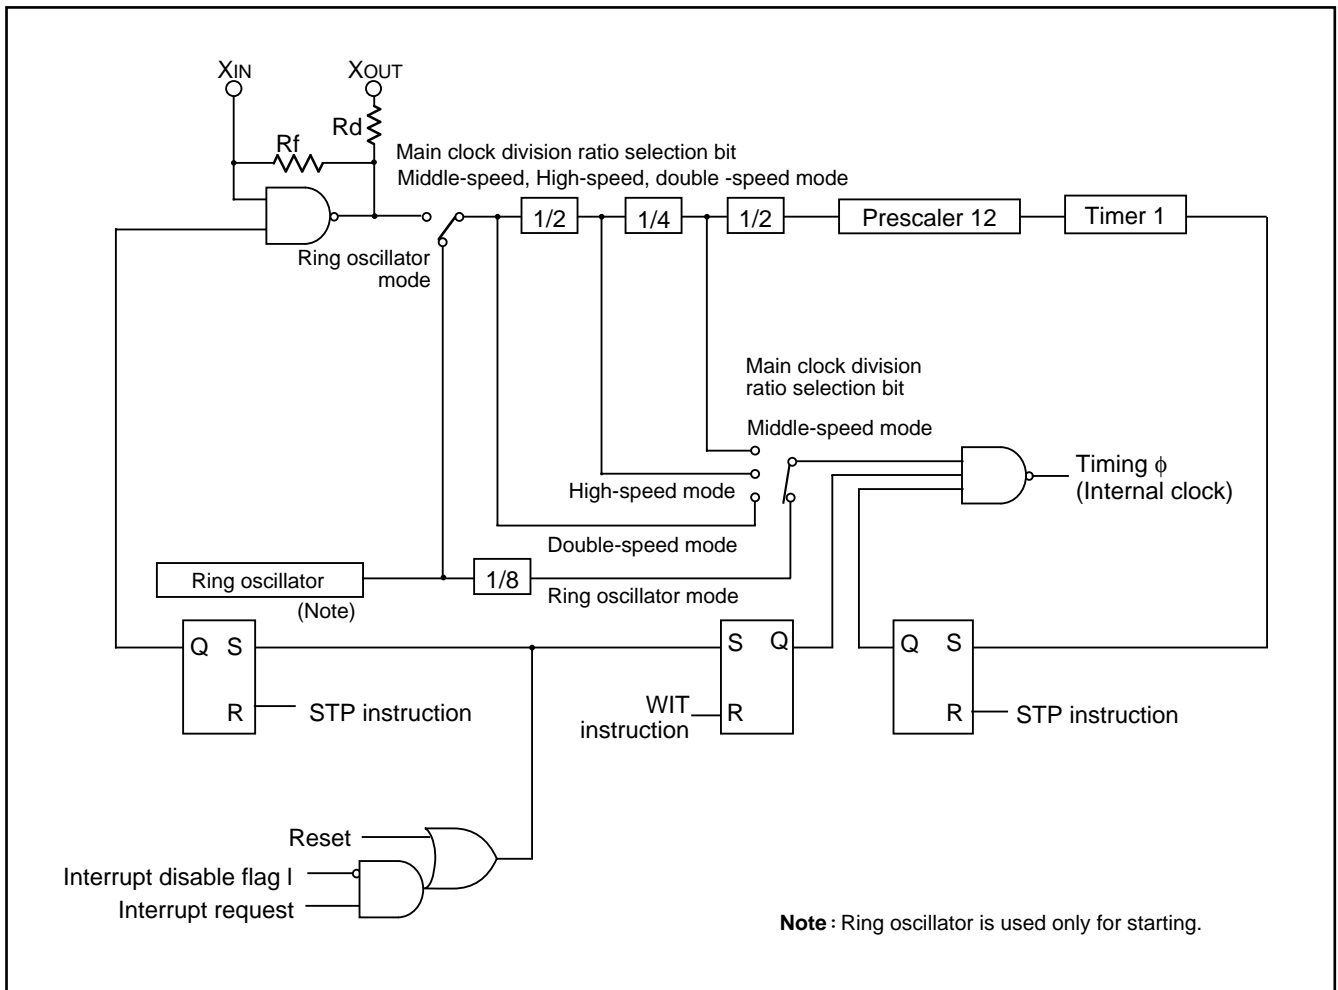 XIN
XOUT
Rf
Rd
Main clock division ratio selection bit
Middle-speed, High-speed, double -speed mode
1/2
1/4
1/2
Prescaler 12
Timer 1
Ring oscillator
mode
Main clock division
ratio selection bit
Middle-speed mode
High-speed mode
Double-speed mode
Timing ϕ
(Internal clock)
Ring oscillator
(Note)
1/8
Ring oscillator mode
Q S
R
STP instruction
S Q
R
WIT
instruction
Q S
R
STP instruction
Reset
Interrupt disable flag I
Interrupt request
Note : Ring oscillator is used only for starting.